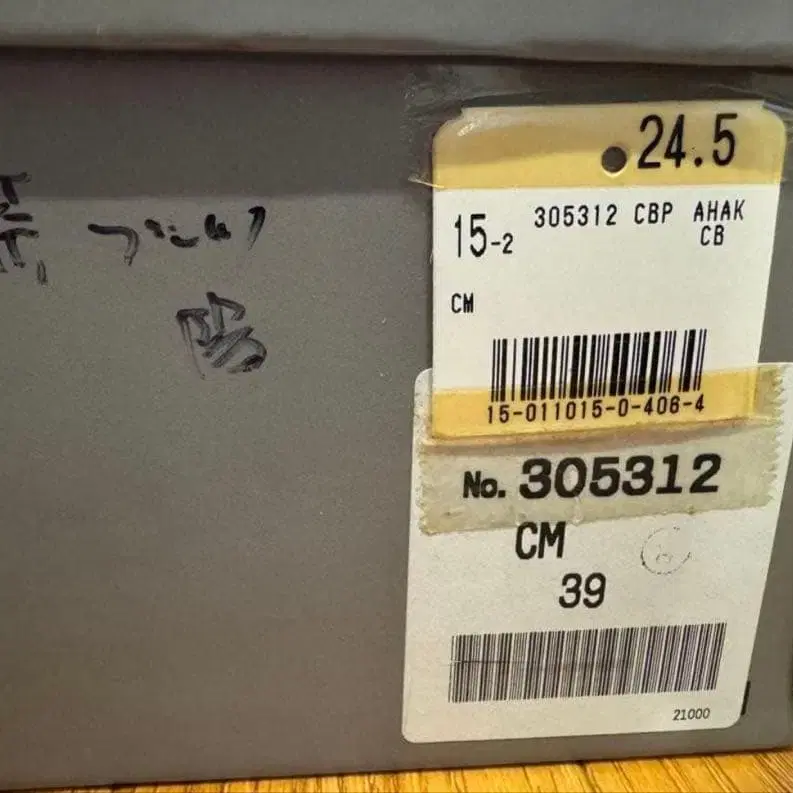 24.5
15-2 305312 CBP AHAK
CB
CM
15-011015-0-406-4
No. 305312
CM
39
21000